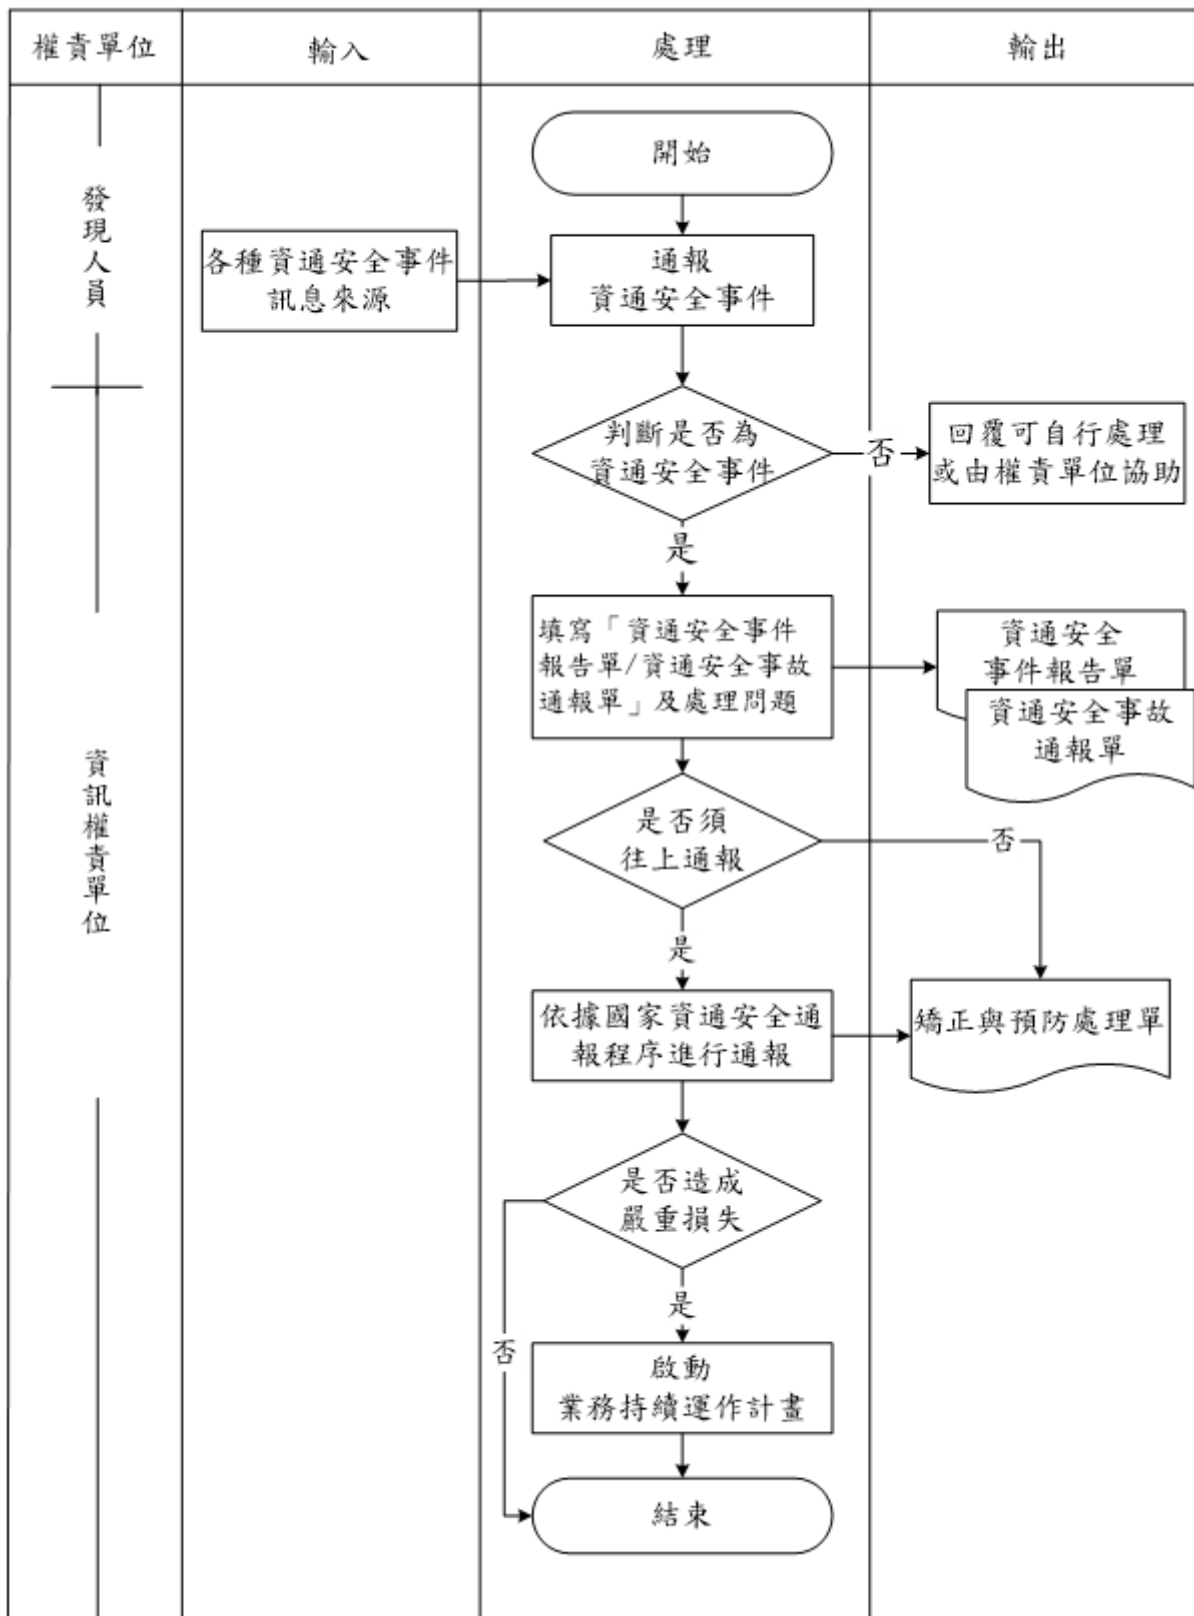 權責單位
輸入
處理
輸出
開始
發現人員
各種資通安全事件
訊息來源
通報
資通安全事件
判斷是否為
資通安全事件
否
回覆可自行處理
或由權責單位協助
是
填寫「資通安全事件
報告單/資通安全事故
通報單」及處理問題
資通安全
事件報告單
資通安全事故
通報單
資訊權責單位
是否須
往上通報
否
是
依據國家資通安全通
報程序進行通報
矯正與預防處理單
是否造成
嚴重損失
是
否
啟動
業務持續運作計畫
結束